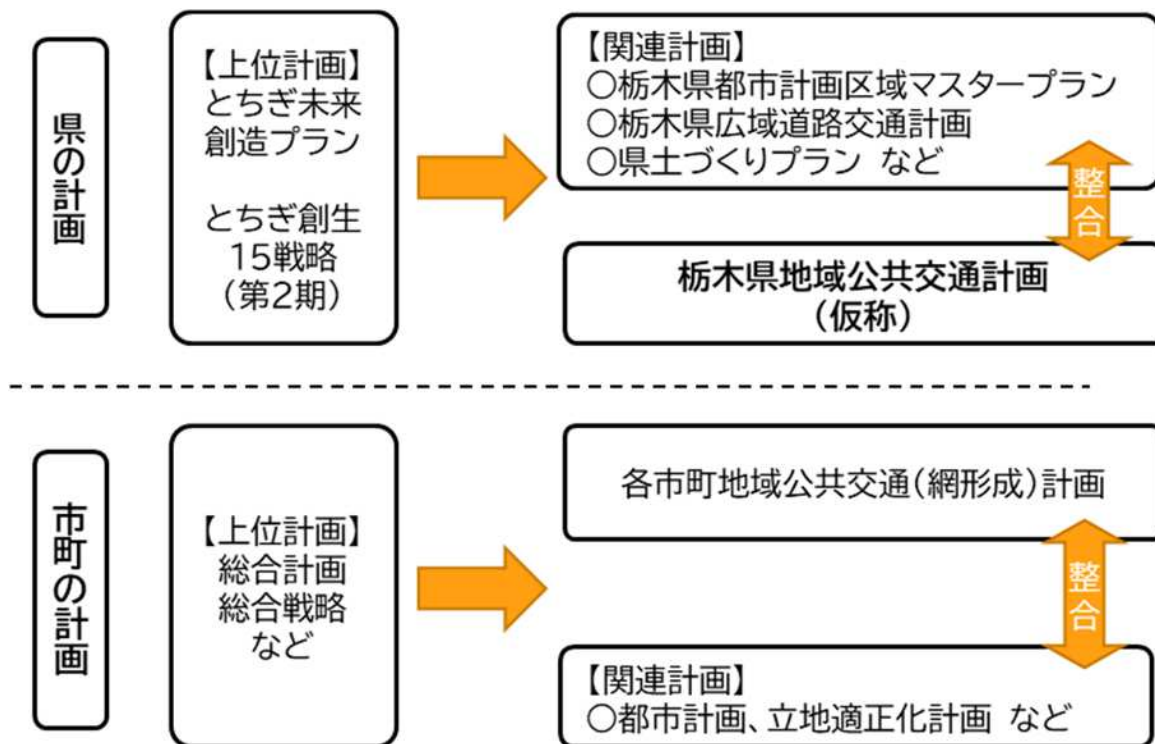 県の計画
【上位計画】
とちぎ未来
創造プラン
とちぎ創生
15戦略
(第2期)
【関連計画】
○栃木県都市計画区域マスタープラン
○栃木県広域道路交通計画
○県土づくりプラン など
整合
栃木県地域公共交通計画
(仮称)
市町の計画
【上位計画】
総合計画
総合戦略
など
各市町地域公共交通(網形成)計画
整合
【関連計画】
○都市計画、立地適正化計画 など